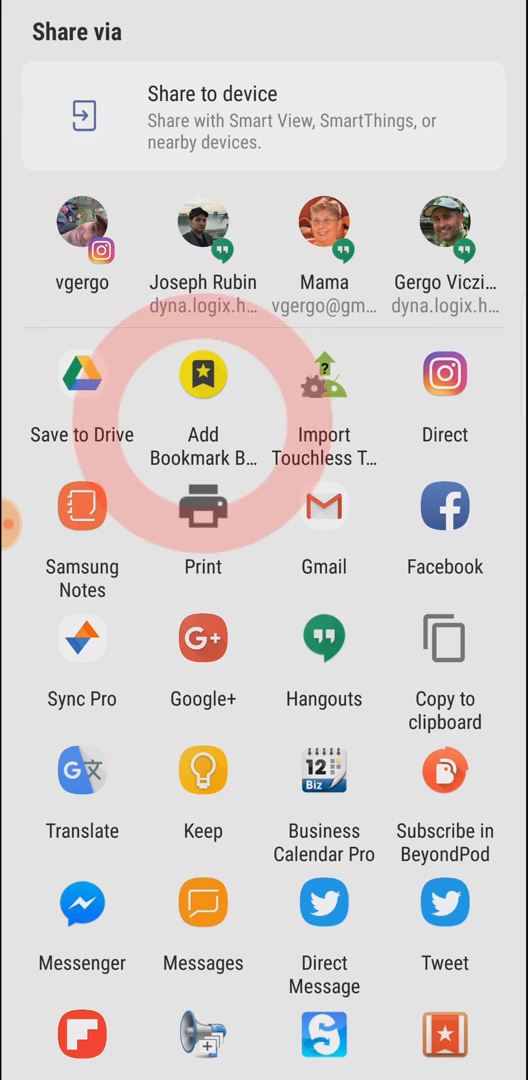 Share via
Share to device
Share with Smart View, SmartThings, or
nearby devices.
vgergo
Joseph Rubin
dyna.logix.h...
Mama
vgergo@gm...
Gergo Viczi...
dyna.logix.h...
Save to Drive
Add
Bookmark B...
?
Import
Touchless T...
Direct
Samsung
Notes
Print
Gmail
Facebook
Sync Pro
G+
Google+
Hangouts
Copy to
clipboard
G
Translate
Keep
12
Biz
Business
Calendar Pro
Subscribe in
BeyondPod
Messenger
Messages
Direct
Message
Tweet